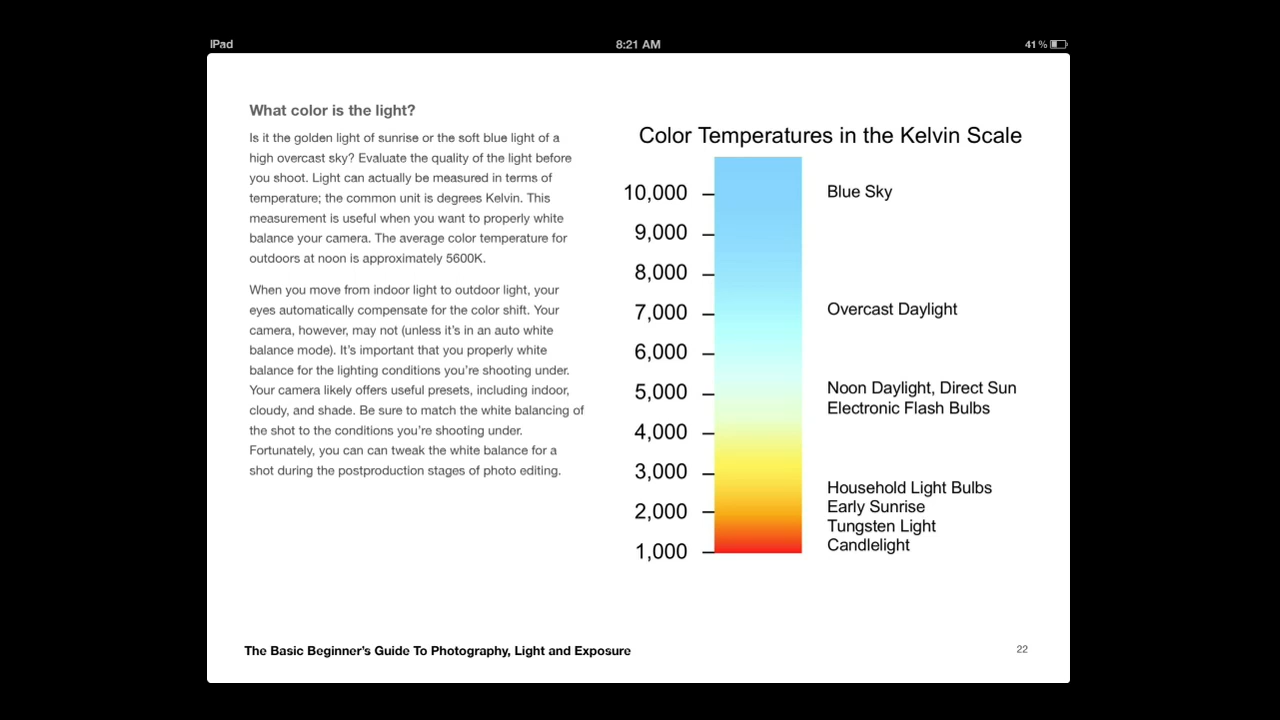 iPad
8:21 AM
41 %
What color is the light?
Is it the golden light of sunrise or the soft blue light of a
high overcast sky? Evaluate the quality of the light before
you shoot. Light can actually be measured in terms of
temperature; the common unit is degrees Kelvin. This
measurement is useful when you want to properly white
balance your camera. The average color temperature for
outdoors at noon is approximately 5600K.
When you move from indoor light to outdoor light, your
eyes automatically compensate for the color shift. Your
camera, however, may not (unless it's in an auto white
balance mode). It's important that you properly white
balance for the lighting conditions you're shooting under.
Your camera likely offers useful presets, including indoor,
cloudy, and shade. Be sure to match the white balancing of
the shot to the conditions you're shooting under.
Fortunately, you can can tweak the white balance for a
shot during the postproduction stages of photo editing.
Color Temperatures in the Kelvin Scale
10,000
Blue Sky
9,000
8,000
7,000
Overcast Daylight
6,000
5,000
Noon Daylight, Direct Sun
Electronic Flash Bulbs
4,000
3,000
Household Light Bulbs
Early Sunrise
2,000
Tungsten Light
Candlelight
1,000
The Basic Beginner's Guide To Photography, Light and Exposure
22